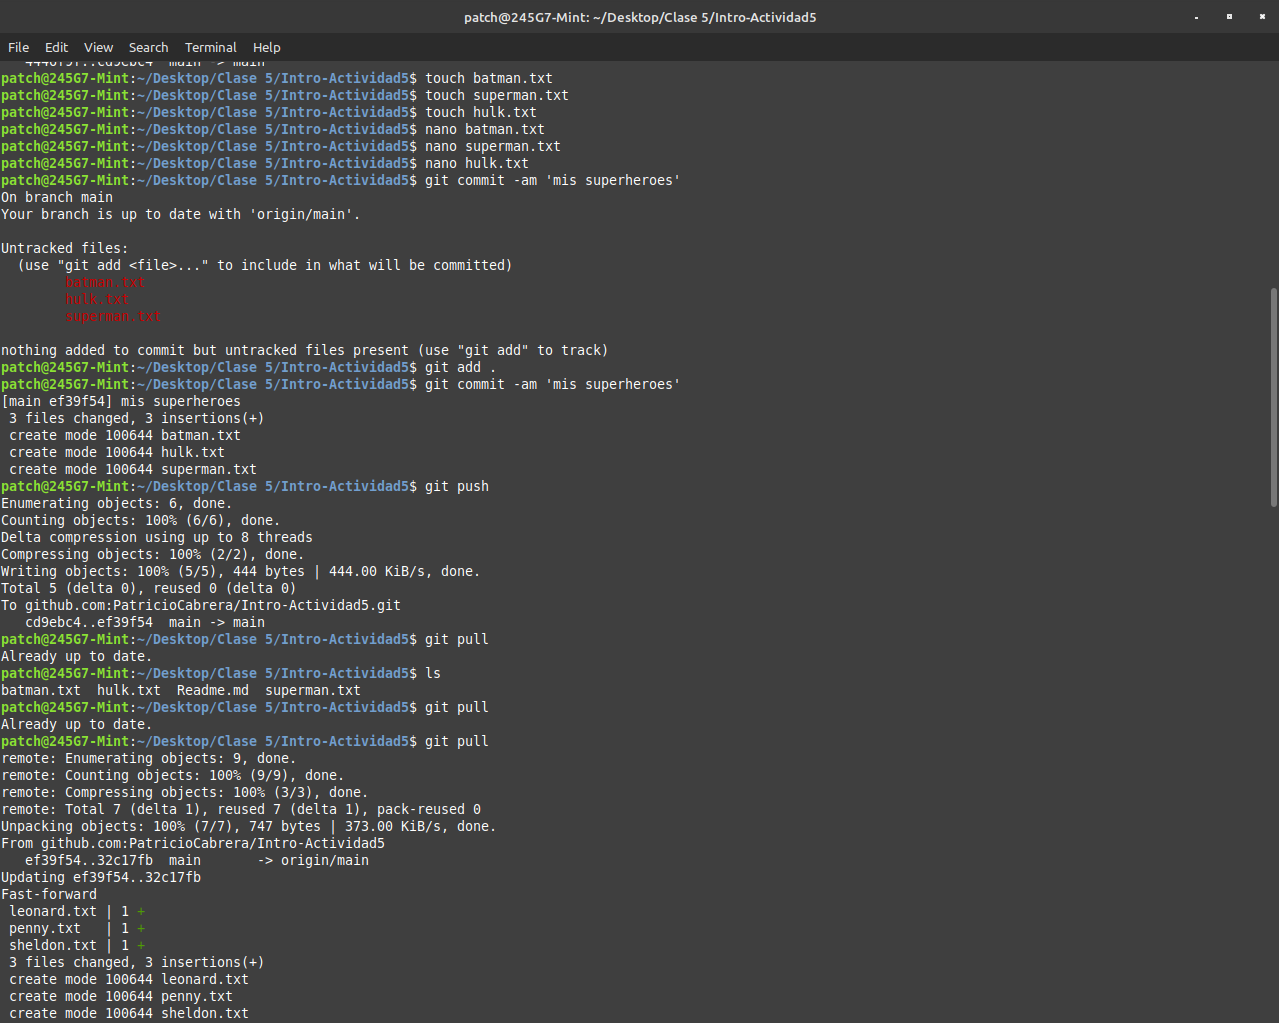 patch@245G7-Mint: ~/Desktop/Clase 5/Intro-Actividad5
File Edit View Search Terminal Help
4446f9f..cd9ebc4  main -> main
patch@245G7-Mint:~/Desktop/Clase 5/Intro-Actividad5$ touch batman.txt
patch@245G7-Mint:~/Desktop/Clase 5/Intro-Actividad5$ touch superman.txt
patch@245G7-Mint:~/Desktop/Clase 5/Intro-Actividad5$ touch hulk.txt
patch@245G7-Mint:~/Desktop/Clase 5/Intro-Actividad5$ nano batman.txt
patch@245G7-Mint:~/Desktop/Clase 5/Intro-Actividad5$ nano superman.txt
patch@245G7-Mint:~/Desktop/Clase 5/Intro-Actividad5$ nano hulk.txt
patch@245G7-Mint:~/Desktop/Clase 5/Intro-Actividad5$ git commit -am 'mis superheroes'
On branch main
Your branch is up to date with 'origin/main'.
Untracked files:
  (use "git add <file>..." to include in what will be committed)
        batman.txt
        hulk.txt
        superman.txt
nothing added to commit but untracked files present (use "git add" to track)
patch@245G7-Mint:~/Desktop/Clase 5/Intro-Actividad5$ git add .
patch@245G7-Mint:~/Desktop/Clase 5/Intro-Actividad5$ git commit -am 'mis superheroes'
[main ef39f54] mis superheroes
 3 files changed, 3 insertions(+)
 create mode 100644 batman.txt
 create mode 100644 hulk.txt
 create mode 100644 superman.txt
patch@245G7-Mint:~/Desktop/Clase 5/Intro-Actividad5$ git push
Enumerating objects: 6, done.
Counting objects: 100% (6/6), done.
Delta compression using up to 8 threads
Compressing objects: 100% (2/2), done.
Writing objects: 100% (5/5), 444 bytes | 444.00 KiB/s, done.
Total 5 (delta 0), reused 0 (delta 0)
To github.com:PatricioCabrera/Intro-Actividad5.git
   cd9ebc4..ef39f54  main -> main
patch@245G7-Mint:~/Desktop/Clase 5/Intro-Actividad5$ git pull
Already up to date.
patch@245G7-Mint:~/Desktop/Clase 5/Intro-Actividad5$ ls
batman.txt  hulk.txt  Readme.md  superman.txt
patch@245G7-Mint:~/Desktop/Clase 5/Intro-Actividad5$ git pull
Already up to date.
patch@245G7-Mint:~/Desktop/Clase 5/Intro-Actividad5$ git pull
remote: Enumerating objects: 9, done.
remote: Counting objects: 100% (9/9), done.
remote: Compressing objects: 100% (3/3), done.
remote: Total 7 (delta 1), reused 7 (delta 1), pack-reused 0
Unpacking objects: 100% (7/7), 747 bytes | 373.00 KiB/s, done.
From github.com:PatricioCabrera/Intro-Actividad5
   ef39f54..32c17fb  main       -> origin/main
Updating ef39f54..32c17fb
Fast-forward
 leonard.txt | 1 +
 penny.txt   | 1 +
 sheldon.txt | 1 +
 3 files changed, 3 insertions(+)
 create mode 100644 leonard.txt
 create mode 100644 penny.txt
 create mode 100644 sheldon.txt